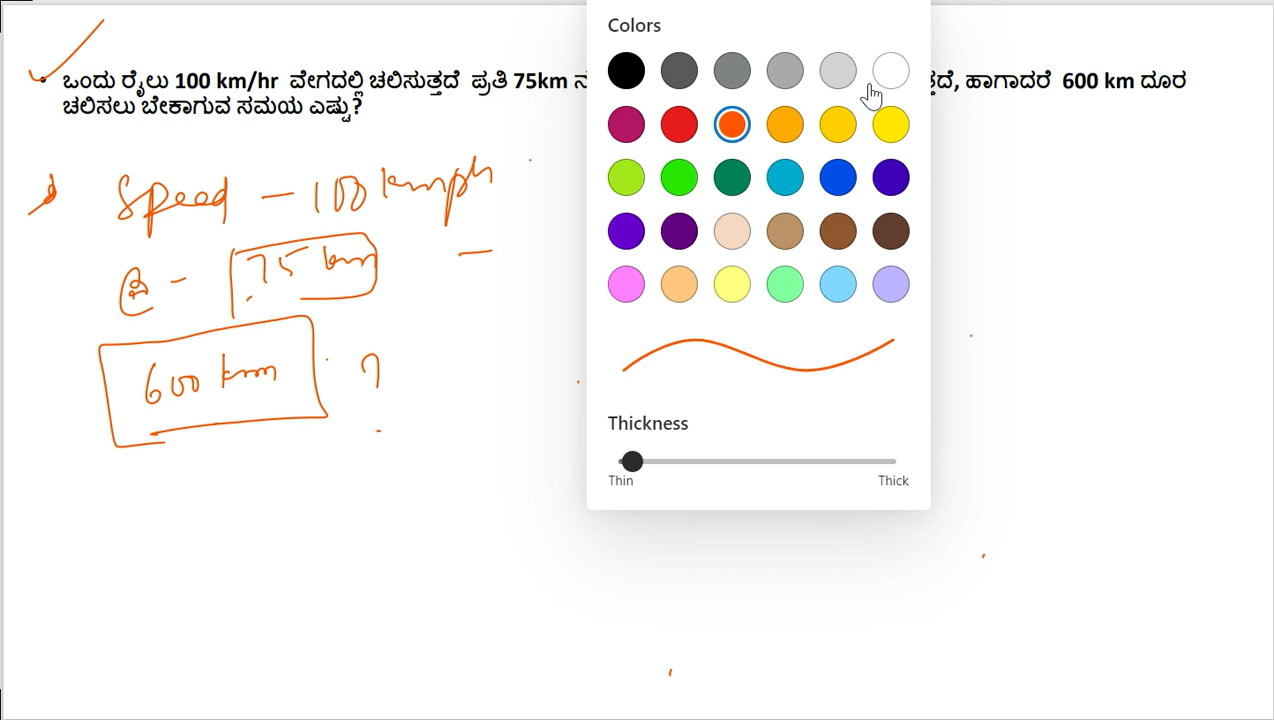 Colors
ಒಂದು ರೈಲು 100 km/hr ವೇಗದಲ್ಲಿ ಚಲಿಸುತ್ತದೆ ಪ್ರತಿ 75km ಹಾಗಾದರೆ 600 km ದೂರ
ಚಲಿಸಲು ಬೇಕಾಗುವ ಸಮಯ ಎಷ್ಟು?
Speed – 100 kmph
– 75 km –
600 km ?
Thickness
Thin Thick